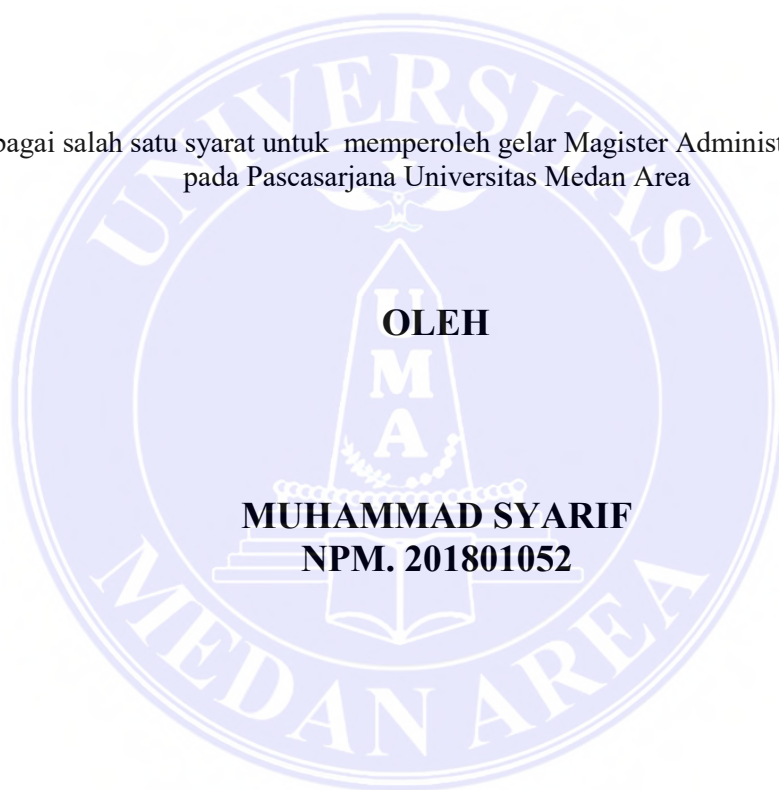 bagai salah satu syarat untuk memperoleh gelar Magister Administ
pada Pascasarjana Universitas Medan Area
OLEH
MUHAMMAD SYARIF
NPM. 201801052
UNIVERSITAS
UMA
MEDAN AREA